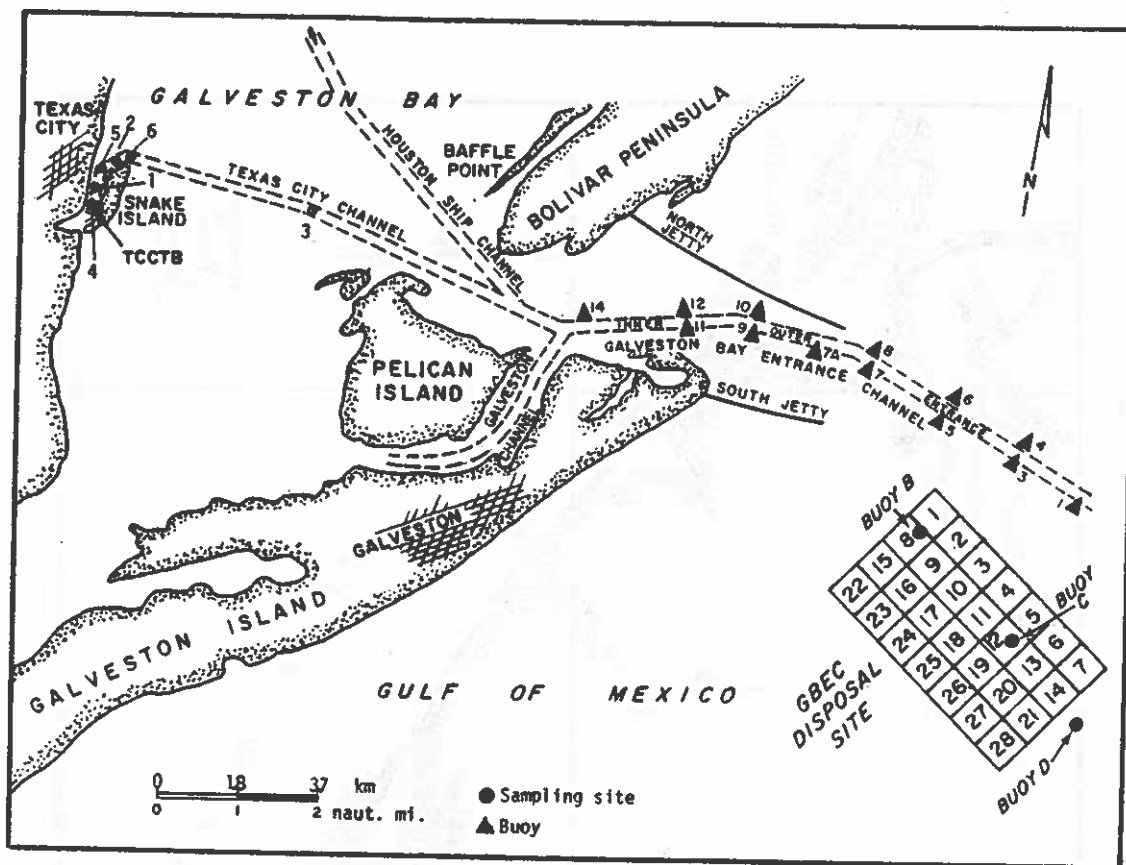 GALVESTON BAY
TEXAS
CITY
5
2
6
1
SNAKE
ISLAND
TCCTB
4
TEXAS CITY CHANNEL
3
HOUSTON SHIP CHANNEL
BAFFLE
POINT
BOLIVAR PENINSULA
NORTH
JETTY
N
14
12
10
INNER
11
9
OUTER
7A
8
GALVESTON BAY ENTRANCE CHANNEL
7
6
ENTRANCE
5
4
3
1
SOUTH JETTY
PELICAN
ISLAND
GALVESTON
CHANNEL
GALVESTON
GALVESTON ISLAND
GULF OF MEXICO
BUOY B
BUOY
C
BUOY D
1 2 3 4 5 6 7
8 9 10 11 12 13 14
15 16 17 18 19 20 21
22 23 24 25 26 27 28
GBEC
DISPOSAL
SITE
0 18 37 km
0 1 2 naut. mi.
Sampling site
Buoy